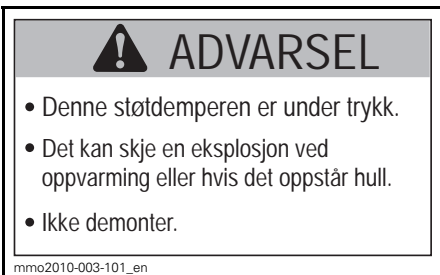 ADVARSEL
• Denne støtdemperen er under trykk.
• Det kan skje en eksplosjon ved
oppvarming eller hvis det oppstår hull.
• Ikke demonter.
mmo2010-003-101_en